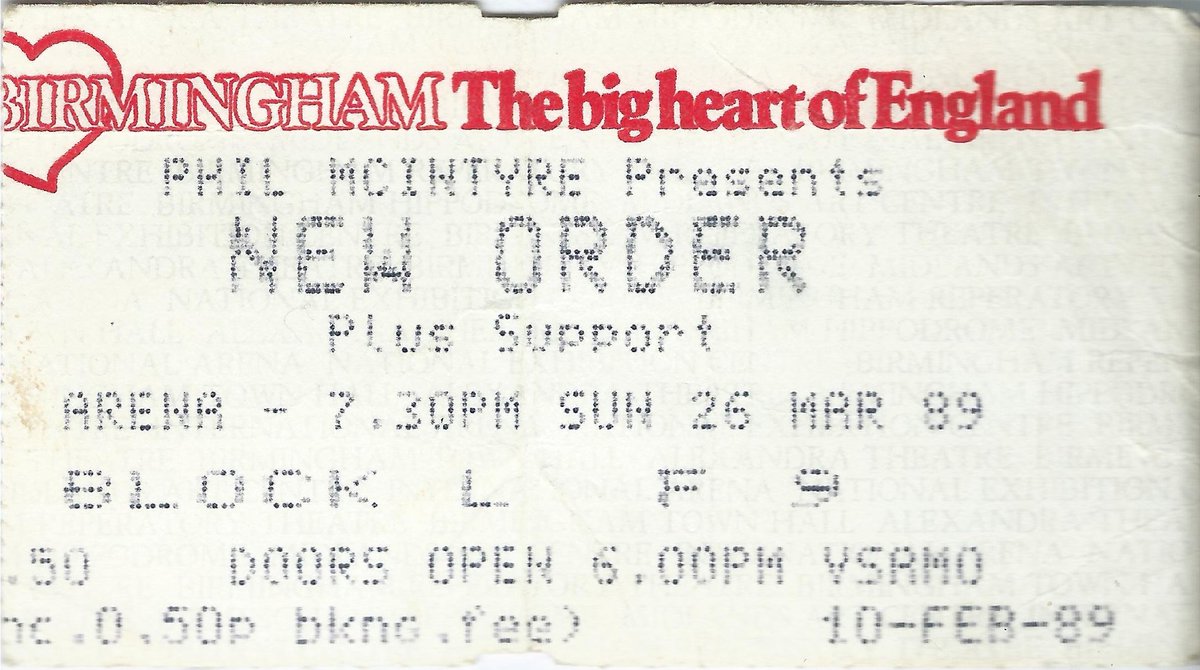 BIRMINGHAM The big heart of England
PHIL MCINTYRE Presents
NEW ORDER
Plus Support
ARENA - 7.30PM SUN 26 MAR 89
BLOCK L F 9
.50 DOORS OPEN 6.00PM VSAMO
nc.0.50p bkng.fee)
10-FEB-89